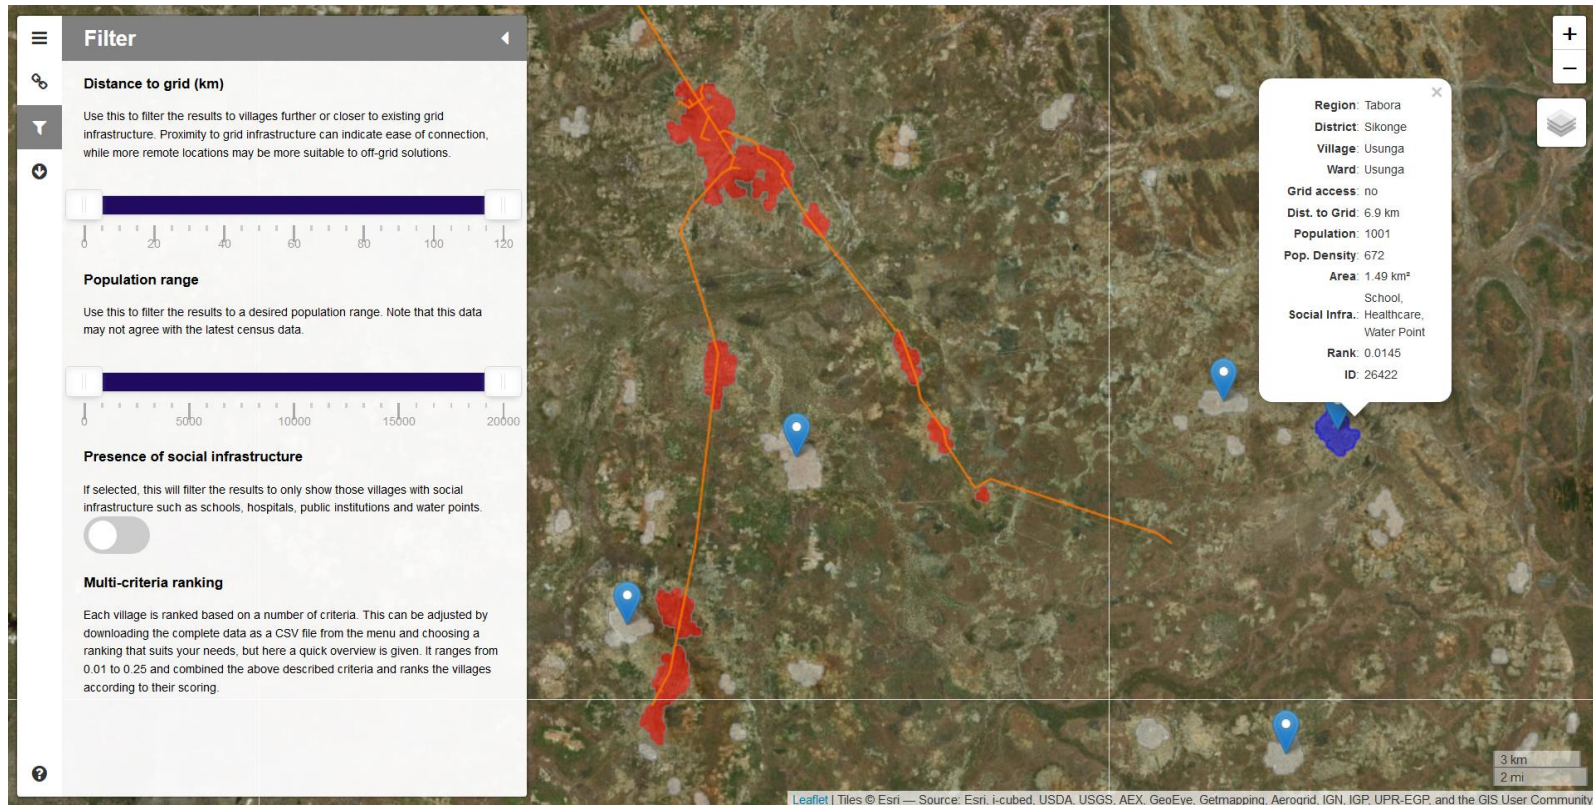 Filter
Distance to grid (km)
Use this to filter the results to villages further or closer to existing grid
infrastructure. Proximity to grid infrastructure can indicate ease of connection,
while more remote locations may be more suitable to off-grid solutions.
0 20 40 60 80 100 120
Population range
Use this to filter the results to a desired population range. Note that this data
may not agree with the latest census data.
0 5000 10000 15000 20000
Presence of social infrastructure
If selected, this will filter the results to only show those villages with social
infrastructure such as schools, hospitals, public institutions and water points.
Multi-criteria ranking
Each village is ranked based on a number of criteria. This can be adjusted by
downloading the complete data as a CSV file from the menu and choosing a
ranking that suits your needs, but here a quick overview is given. It ranges from
0.01 to 0.25 and combined the above described criteria and ranks the villages
according to their scoring.
?
+
−
×
Region: Tabora
District: Sikonge
Village: Usunga
Ward: Usunga
Grid access: no
Dist. to Grid: 6.9 km
Population: 1001
Pop. Density: 672
Area: 1.49 km²
School,
Social Infra.: Healthcare,
Water Point
Rank: 0.0145
ID: 26422
3 km
2 mi
Leaflet | Tiles © Esri — Source: Esri, i-cubed, USDA, USGS, AEX, GeoEye, Getmapping, Aerogrid, IGN, IGP, UPR-EGP, and the GIS User Community